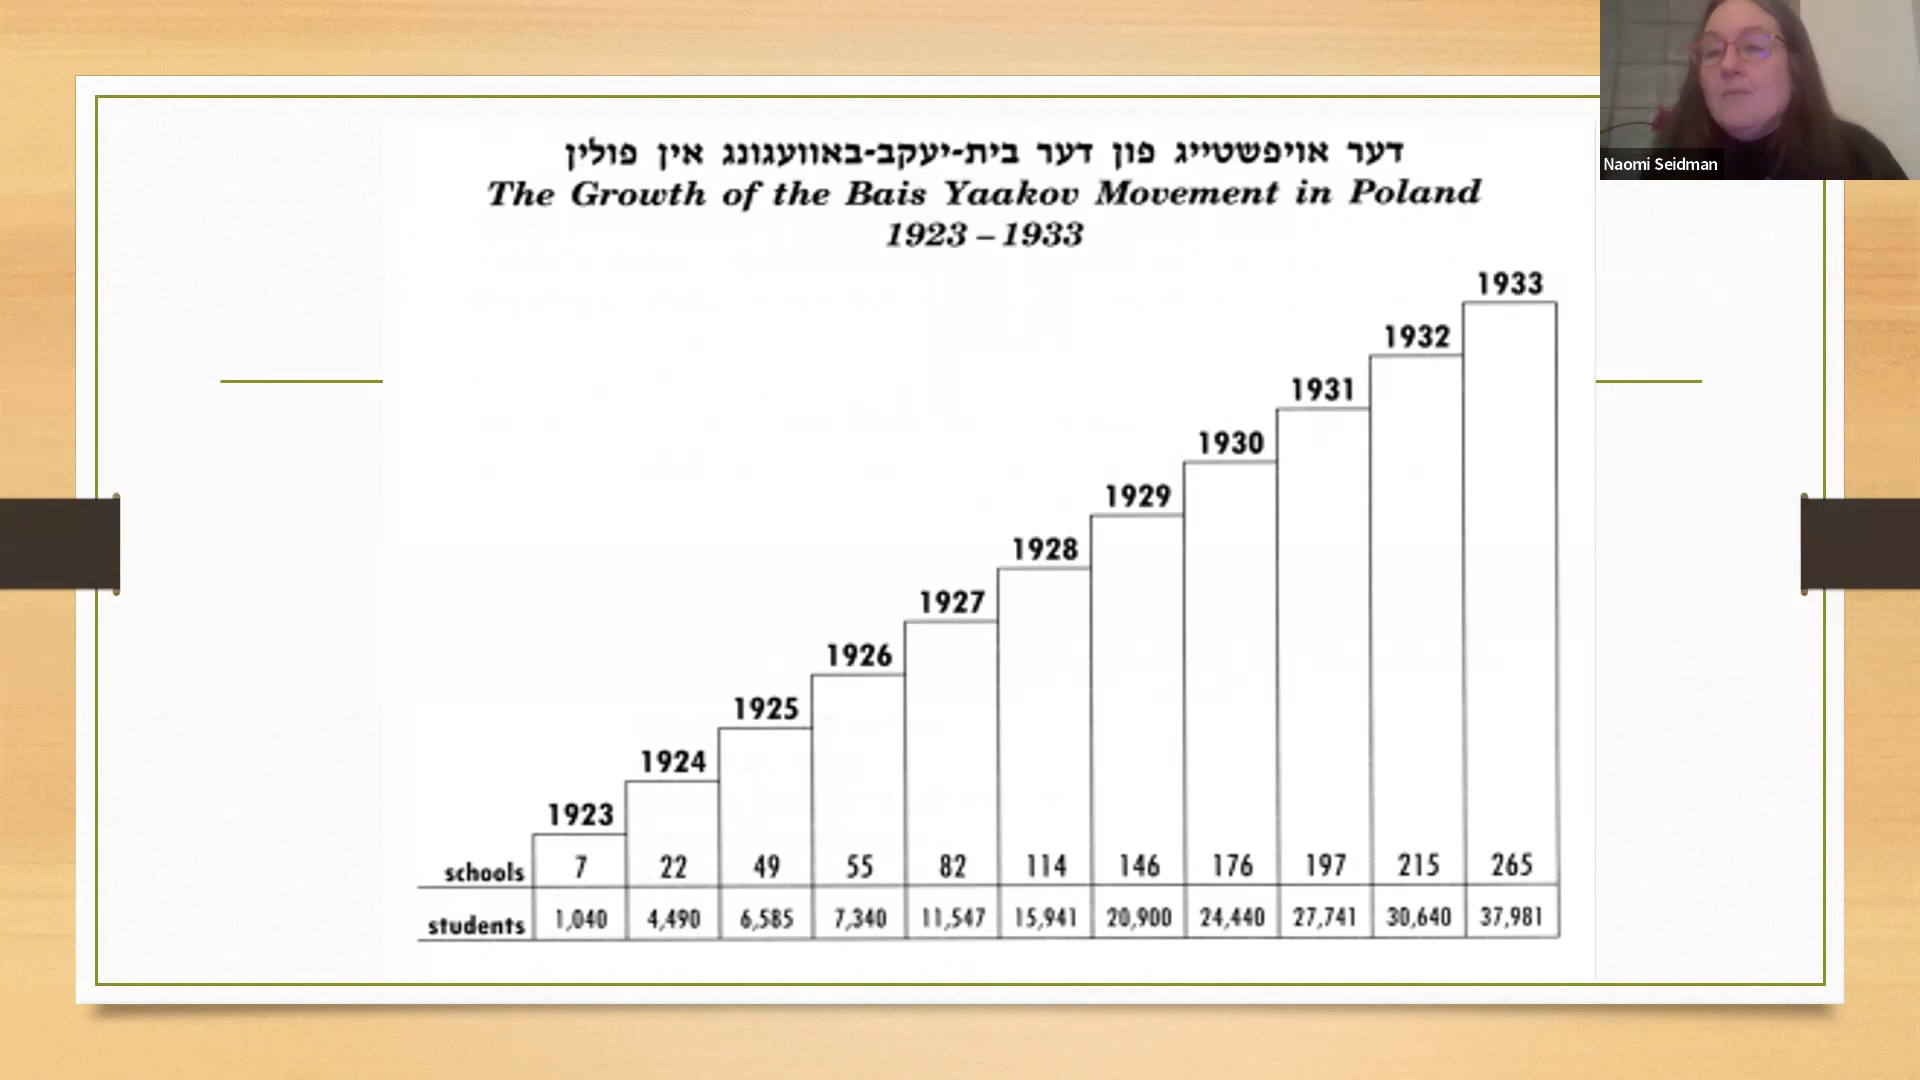 דער אויפשטייג פון דער בית-יעקב-באוועגונג אין פולין
The Growth of the Bais Yaakov Movement in Poland
1923 – 1933
Naomi Seidman
1933
1932
1931
1930
1929
1928
1927
1926
1925
1924
1923
schools 7 22 49 55 82 114 146 176 197 215 265
students 1,040 4,490 6,585 7,340 11,547 15,941 20,900 24,440 27,741 30,640 37,981